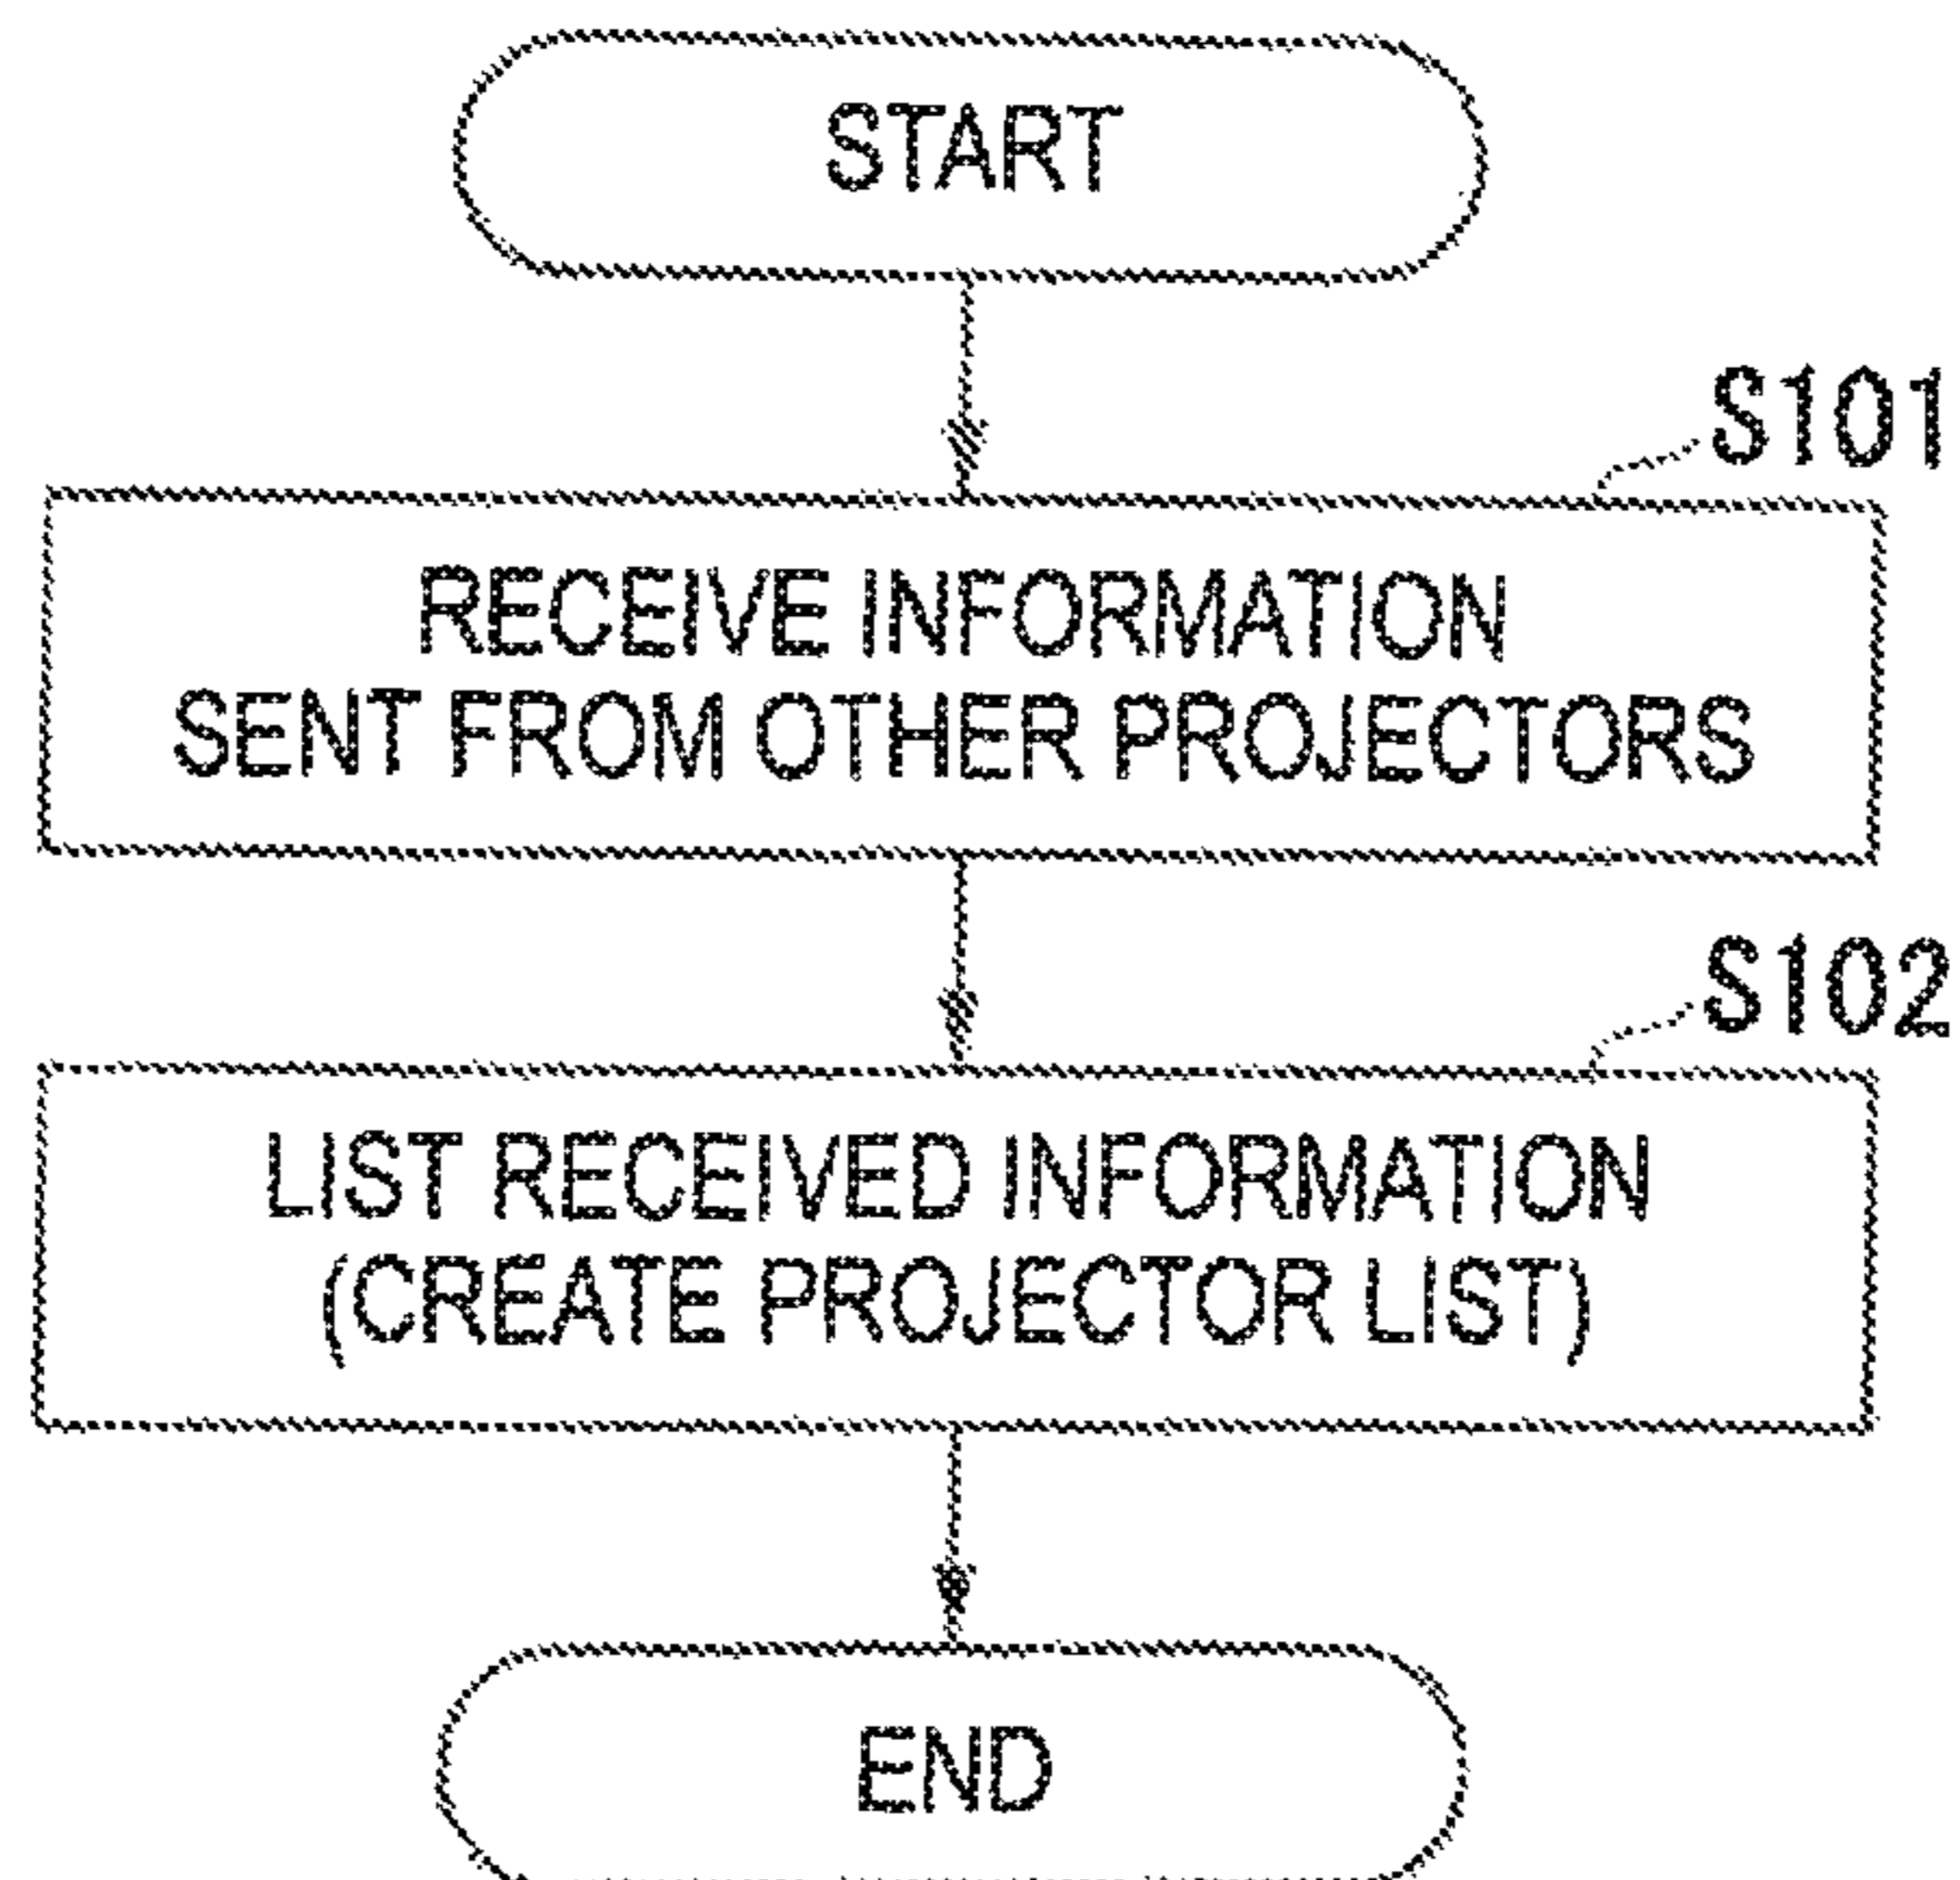 START
S101
RECEIVE INFORMATION
SENT FROM OTHER PROJECTORS
S102
LIST RECEIVED INFORMATION
(CREATE PROJECTOR LIST)
END